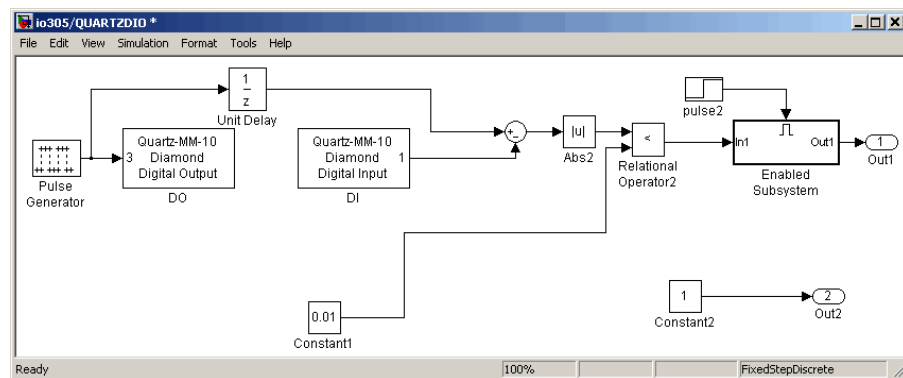 io305/QUARTZDIO *
File Edit View Simulation Format Tools Help
1
z
Unit Delay
pulse2
Pulse
Generator
3
Quartz-MM-10
Diamond
Digital Output
DO
Quartz-MM-10
Diamond
Digital Input
1
DI
+
-
|u|
Abs2
<
Relational
Operator2
In1
Out1
Enabled
Subsystem
1
Out1
0.01
Constant1
1
Constant2
2
Out2
Ready
100%
FixedStepDiscrete